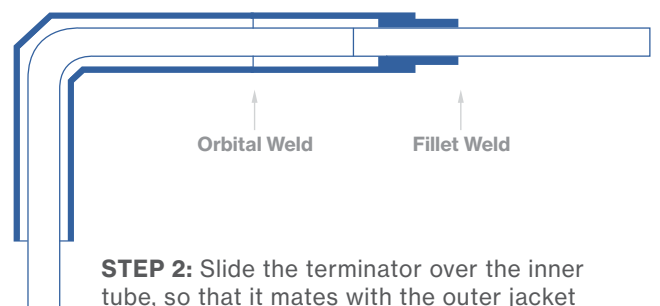 Orbital Weld
Fillet Weld
STEP 2: Slide the terminator over the inner
tube, so that it mates with the outer jacket